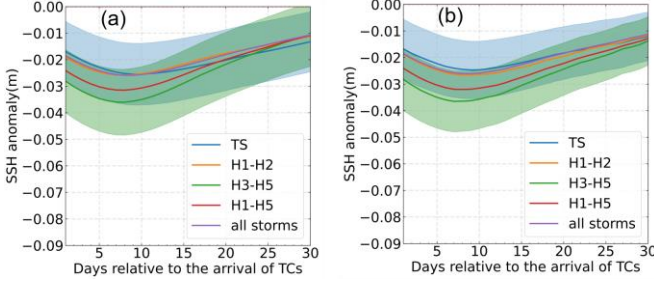 (a)
0.00
−0.01
−0.02
−0.03
−0.04
−0.05
−0.06
−0.07
−0.08
−0.09
SSH anomaly(m)
TS
H1-H2
H3-H5
H1-H5
all storms
5 10 15 20 25 30
Days relative to the arrival of TCs
(b)
0.00
−0.01
−0.02
−0.03
−0.04
−0.05
−0.06
−0.07
−0.08
−0.09
SSH anomaly(m)
TS
H1-H2
H3-H5
H1-H5
all storms
5 10 15 20 25 30
Days relative to the arrival of TCs